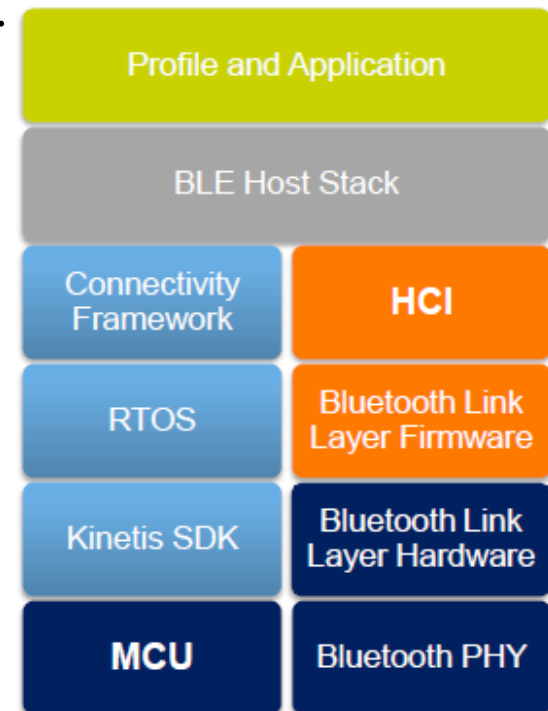 Profile and Application
BLE Host Stack
Connectivity
Framework
HCI
RTOS
Bluetooth Link
Layer Firmware
Kinetis SDK
Bluetooth Link
Layer Hardware
MCU
Bluetooth PHY